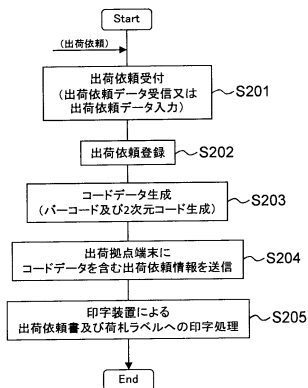 Start
(出荷依頼)
出荷依頼受付
(出荷依頼データ受信又は
出荷依頼データ入力)
S201
出荷依頼登録
S202
コードデータ生成
(バーコード及び2次元コード生成)
S203
出荷拠点端末に
コードデータを含む出荷依頼情報を送信
S204
印字装置による
出荷依頼書及び荷札ラベルへの印字処理
S205
End